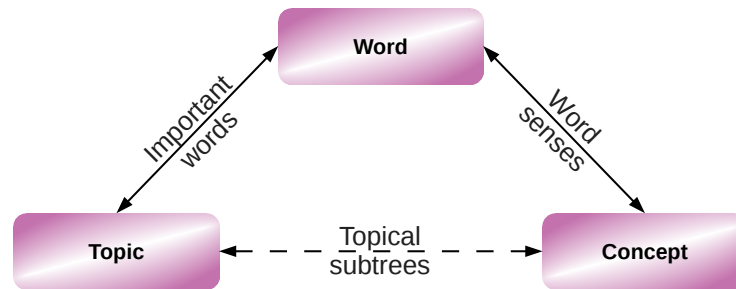 Word
Important
words
Word
senses
Topic
Topical
subtrees
Concept